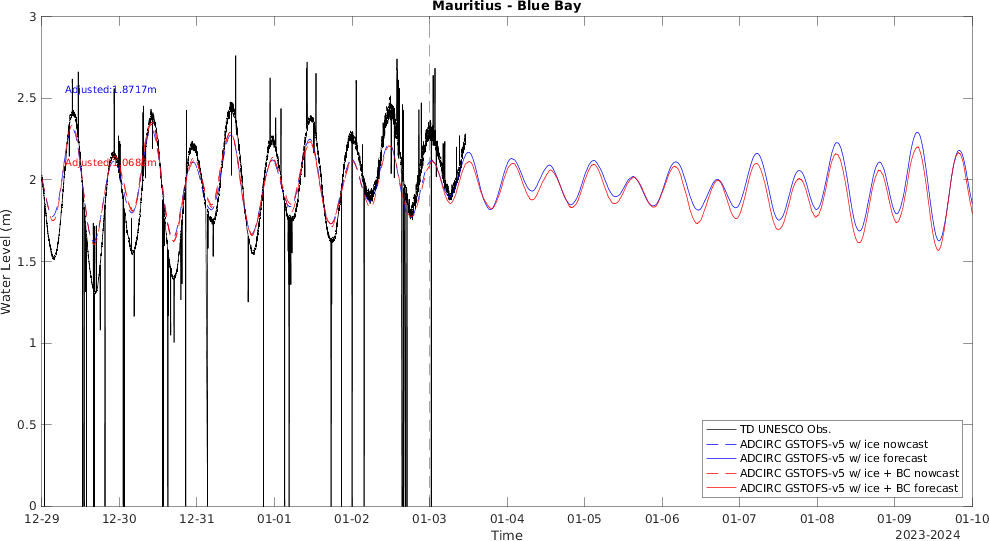 Mauritius - Blue Bay
Water Level (m)
3
2.5
2
1.5
1
0.5
0
Adjusted:1.8717m
12-29
12-30
12-31
01-01
01-02
01-03
01-04
01-05
01-06
01-07
01-08
01-09
01-10
Time
2023-2024
TD UNESCO Obs.
ADCIRC GSTOFS-v5 w/ ice nowcast
ADCIRC GSTOFS-v5 w/ ice forecast
ADCIRC GSTOFS-v5 w/ ice + BC nowcast
ADCIRC GSTOFS-v5 w/ ice + BC forecast